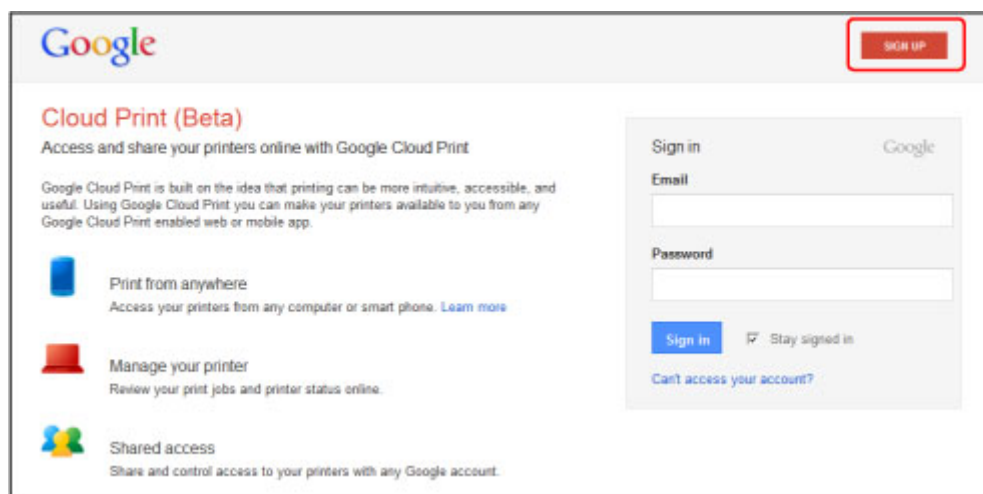 Google
SIGN UP
Cloud Print (Beta)
Access and share your printers online with Google Cloud Print
Google Cloud Print is built on the idea that printing can be more intuitive, accessible, and
useful. Using Google Cloud Print you can make your printers available to you from any
Google Cloud Print enabled web or mobile app.
Print from anywhere
Access your printers from any computer or smart phone. Learn more
Manage your printer
Review your print jobs and printer status online.
Shared access
Share and control access to your printers with any Google account.
Sign in Google
Email
Password
Sign in Stay signed in
Can't access your account?